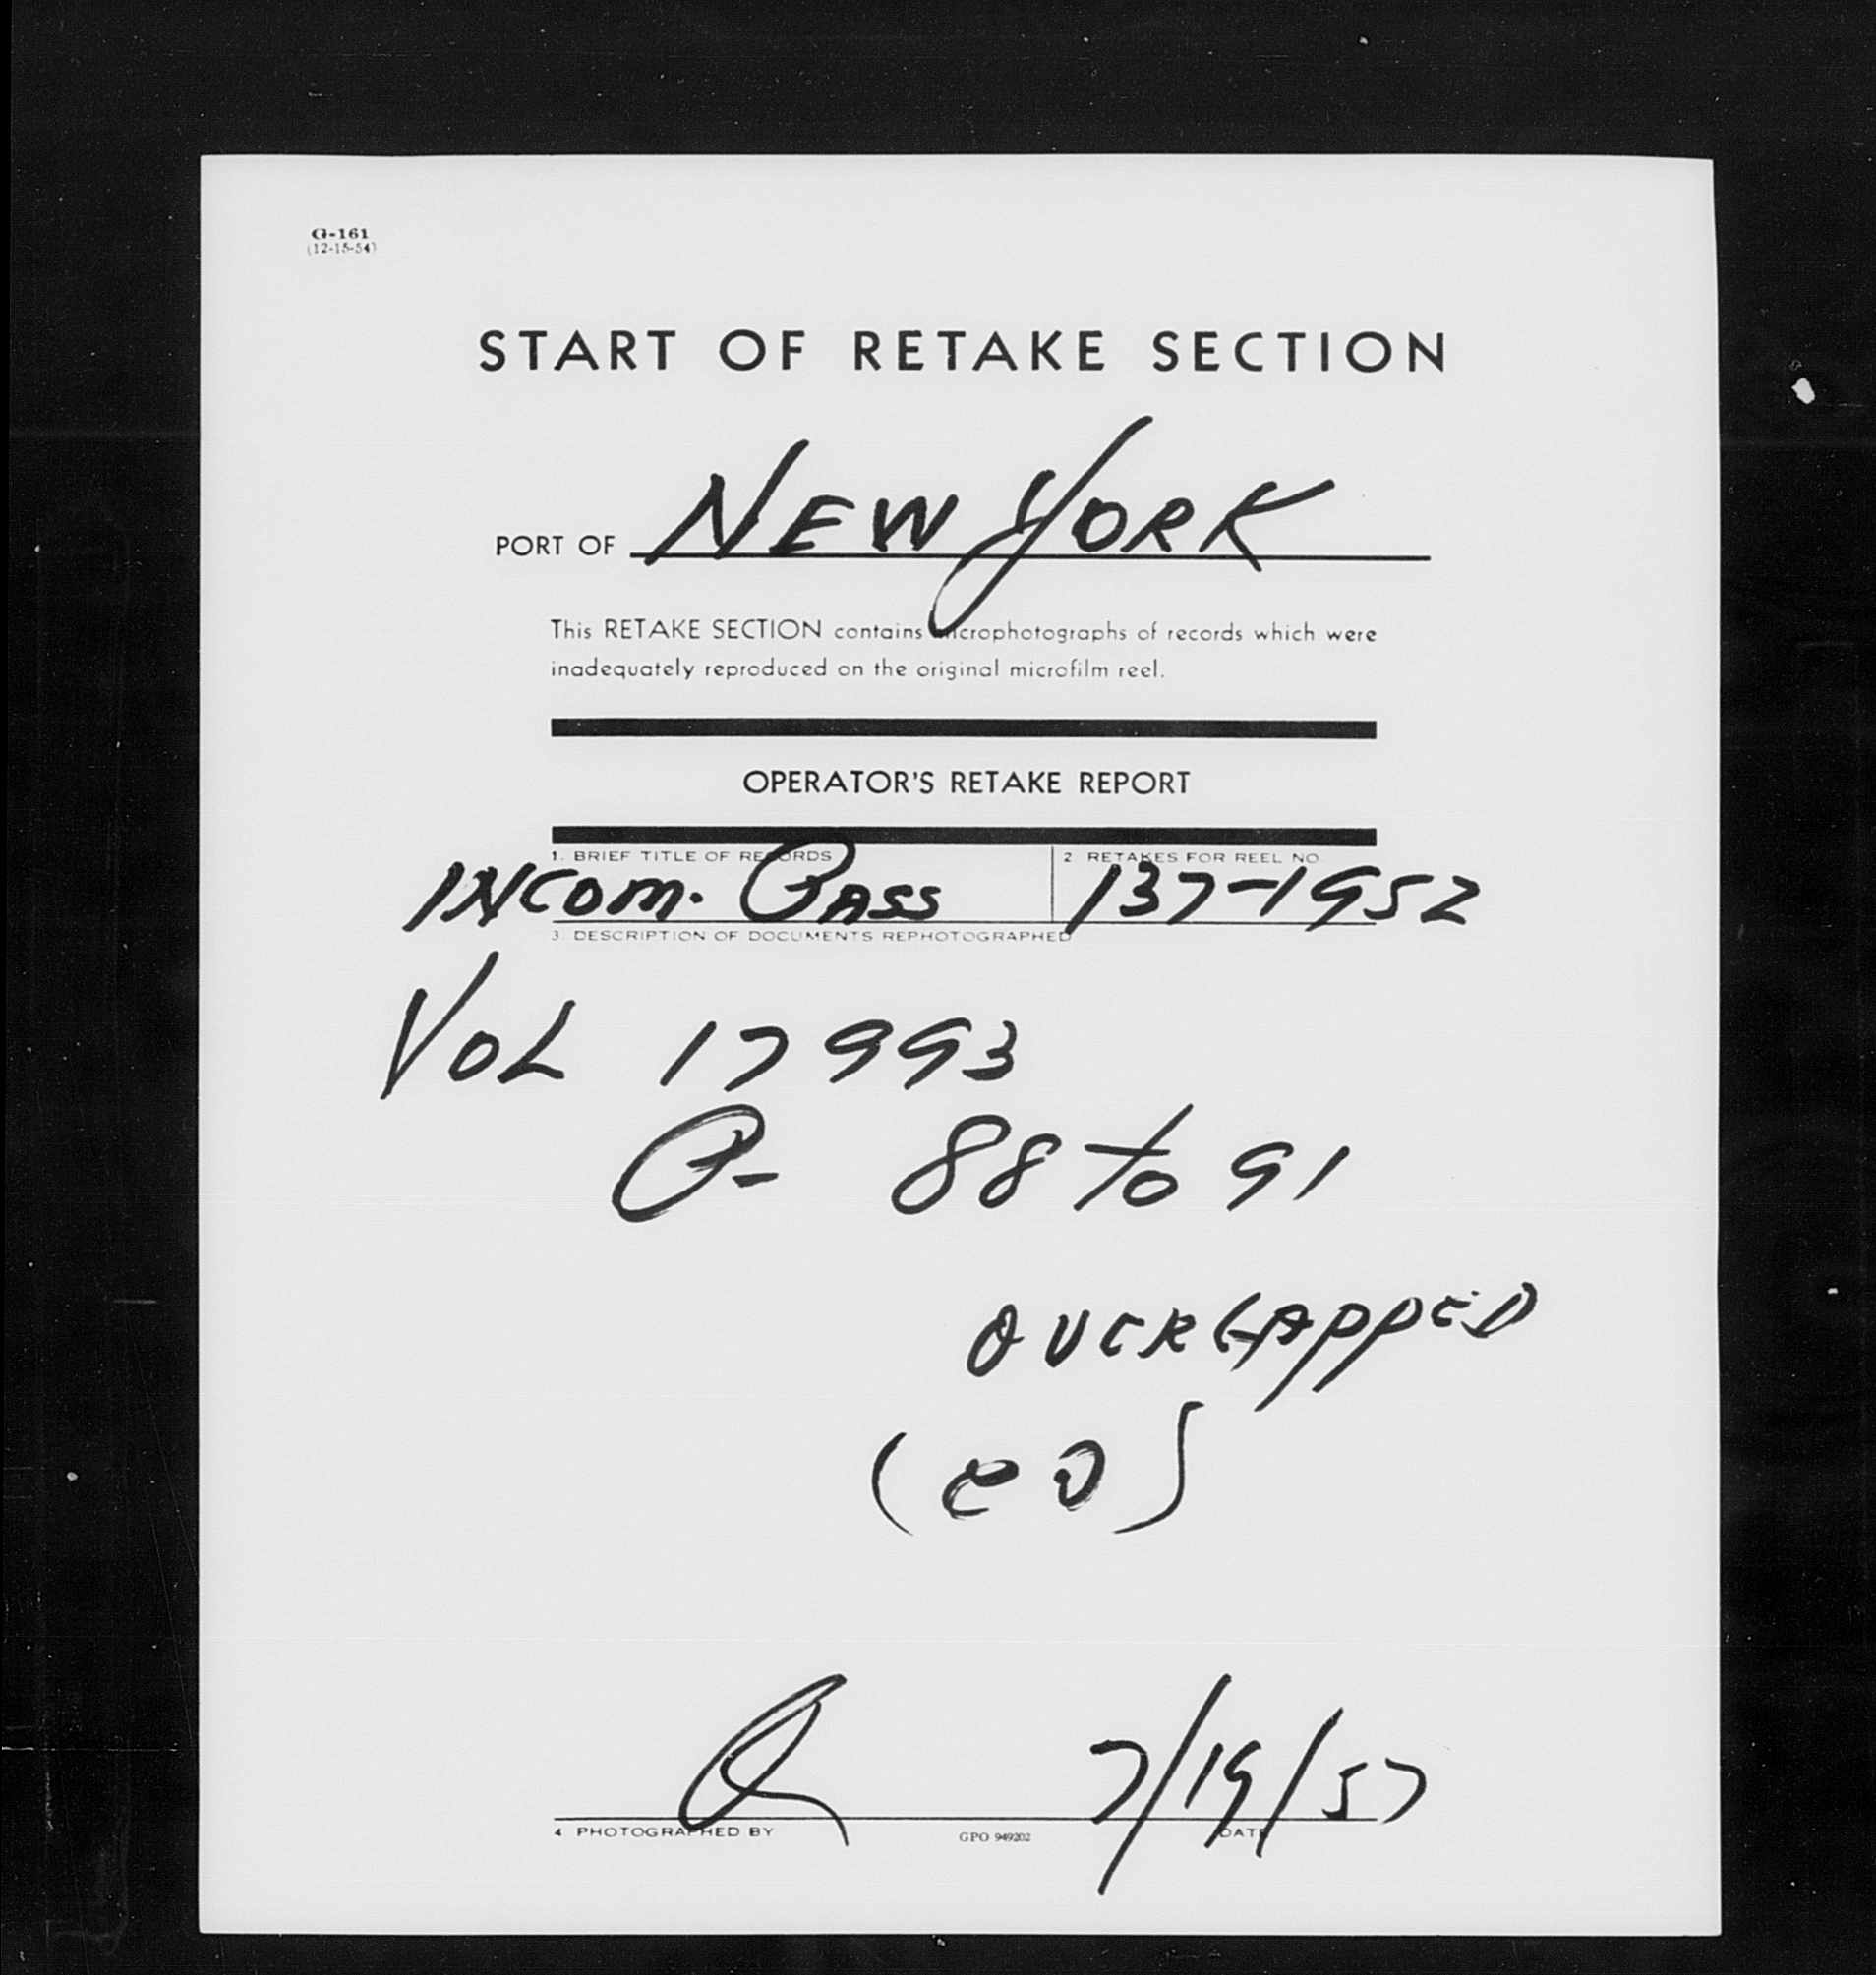 G-161
(12-15-54)
START OF RETAKE SECTION
PORT OF NEW YORK
This RETAKE SECTION contains microphotographs of records which were
inadequately reproduced on the original microfilm reel.
OPERATOR'S RETAKE REPORT
1. BRIEF TITLE OF RECORDS 2 RETAKES FOR REEL NO
INCOM. PASS 137-1952
3. DESCRIPTION OF DOCUMENTS REPHOTOGRAPHED
VOL 17993
P- 88 to 91
OVERLAPPED
7/19/57
4 PHOTOGRAPHED BY GPO 949202 DATE